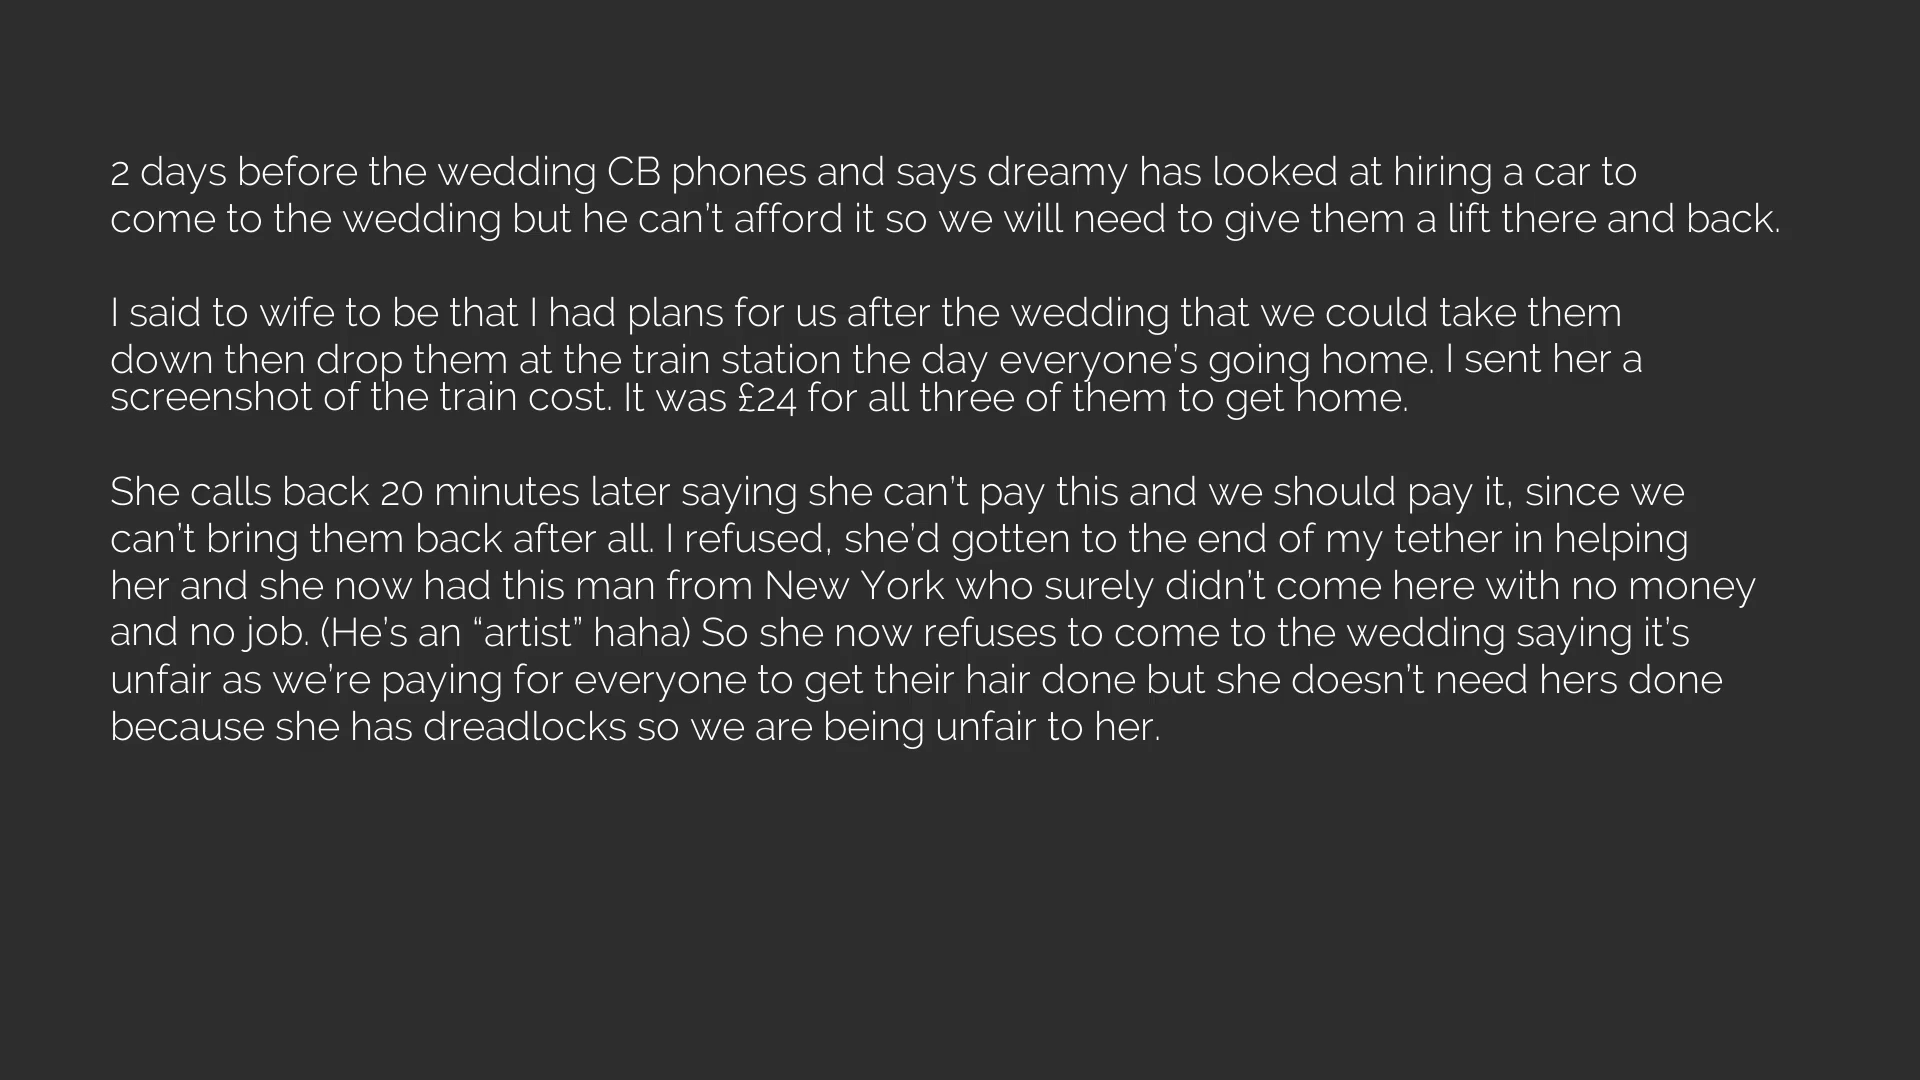 2 days before the wedding CB phones and says dreamy has looked at hiring a car to
come to the wedding but he can't afford it so we will need to give them a lift there and back.
I said to wife to be that I had plans for us after the wedding that we could take them
down then drop them at the train station the day everyone's going home. I sent her a
screenshot of the train cost. It was £24 for all three of them to get home.
She calls back 20 minutes later saying she can't pay this and we should pay it, since we
can't bring them back after all. I refused, she'd gotten to the end of my tether in helping
her and she now had this man from New York who surely didn't come here with no money
and no job. (He's an “artist” haha) So she now refuses to come to the wedding saying it's
unfair as we're paying for everyone to get their hair done but she doesn't need hers done
because she has dreadlocks so we are being unfair to her.